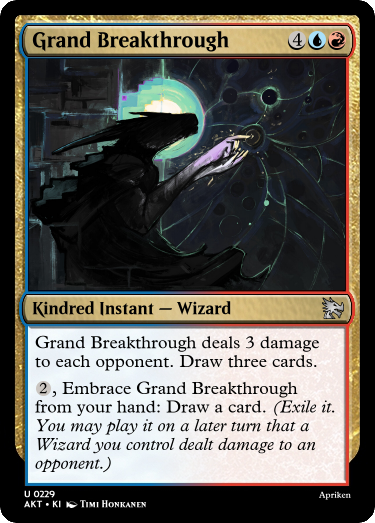 Grand Breakthrough 4
Kindred Instant — Wizard
Grand Breakthrough deals 3 damage
to each opponent. Draw three cards.
2, Embrace Grand Breakthrough
from your hand: Draw a card. (Exile it.
You may play it on a later turn that a
Wizard you control dealt damage to an
opponent.)
U 0229
AKT • KI Timi Honkanen
Apriken